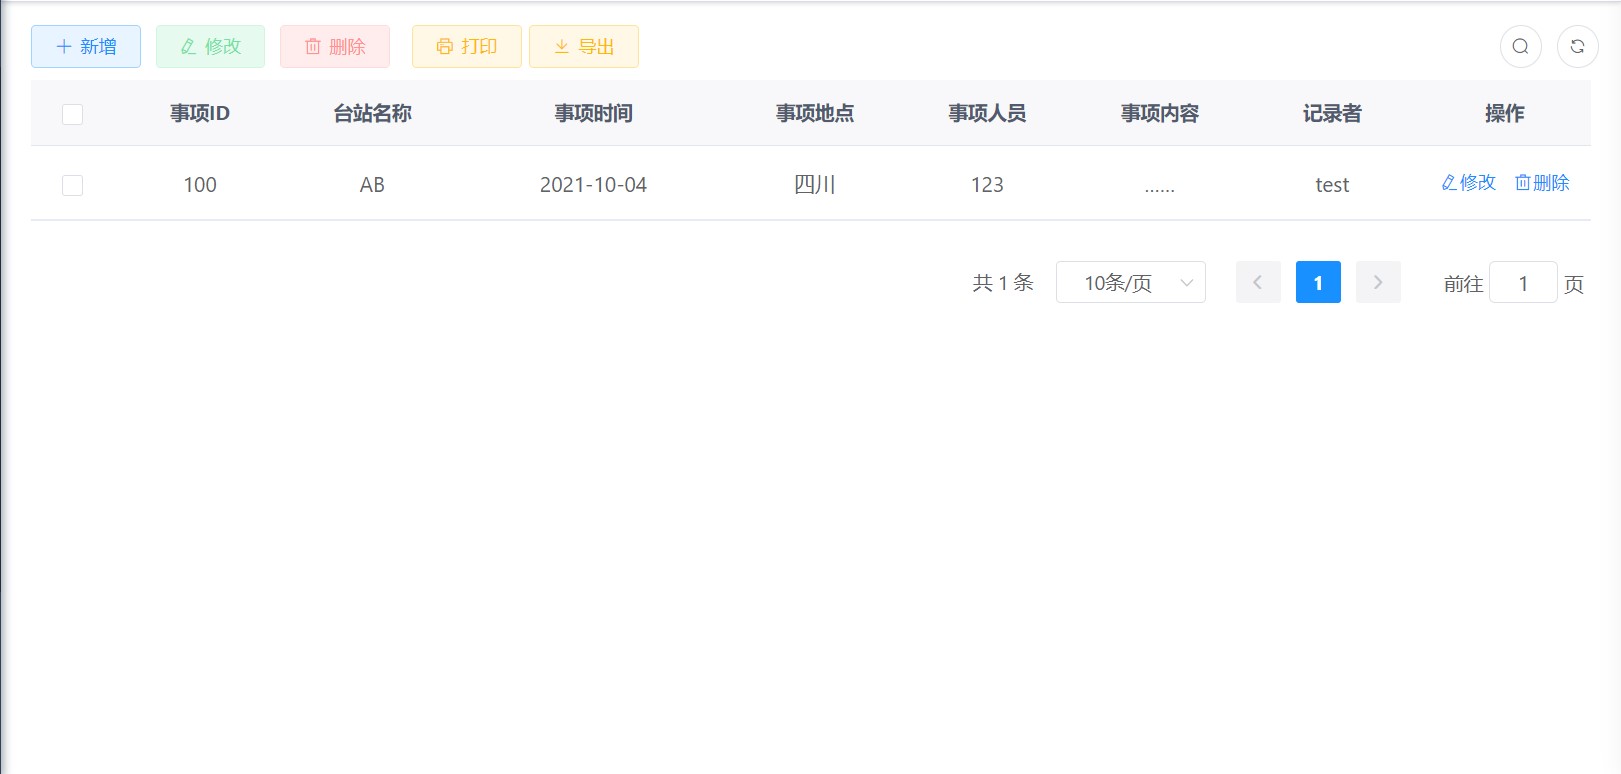 新增 修改 删除 打印 导出
事项ID 台站名称 事项时间 事项地点 事项人员 事项内容 记录者 操作
100 AB 2021-10-04 四川 123 ...... test 修改 删除
共 1 条 10条/页 1 前往 1 页